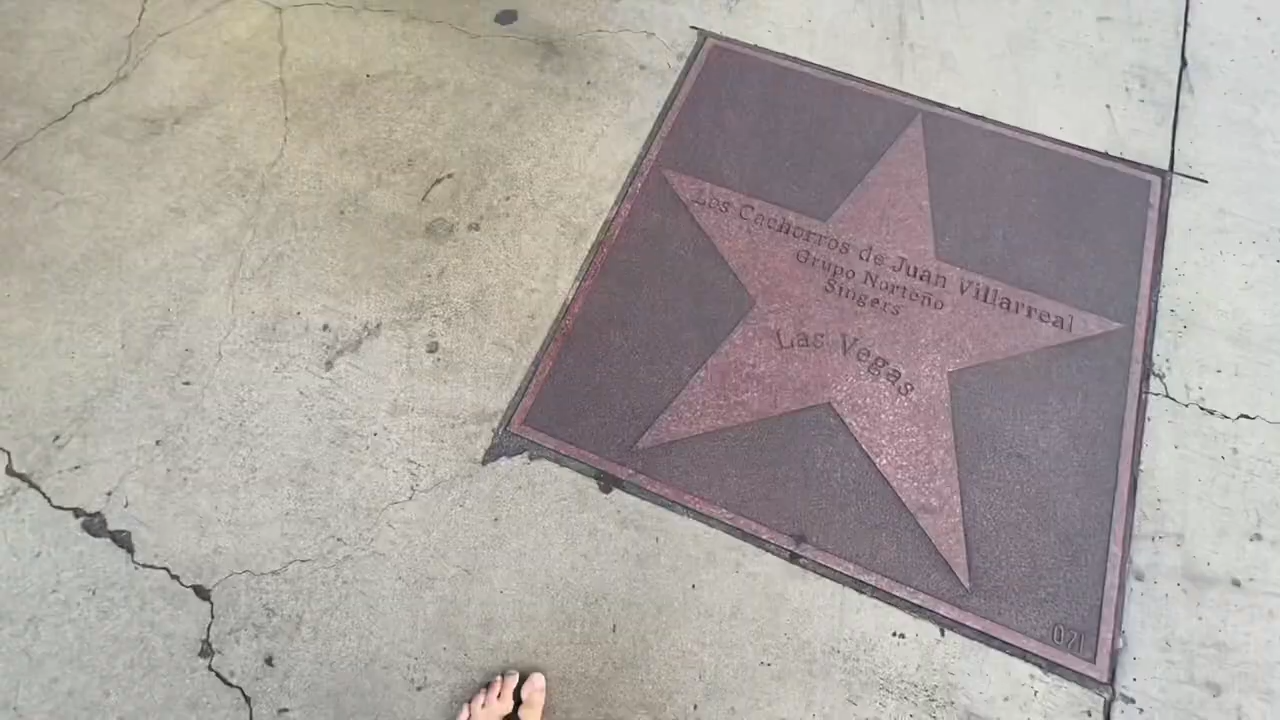 Los Cachorros de Juan Villarreal
Grupo Norteño
Singers
Las Vegas
071